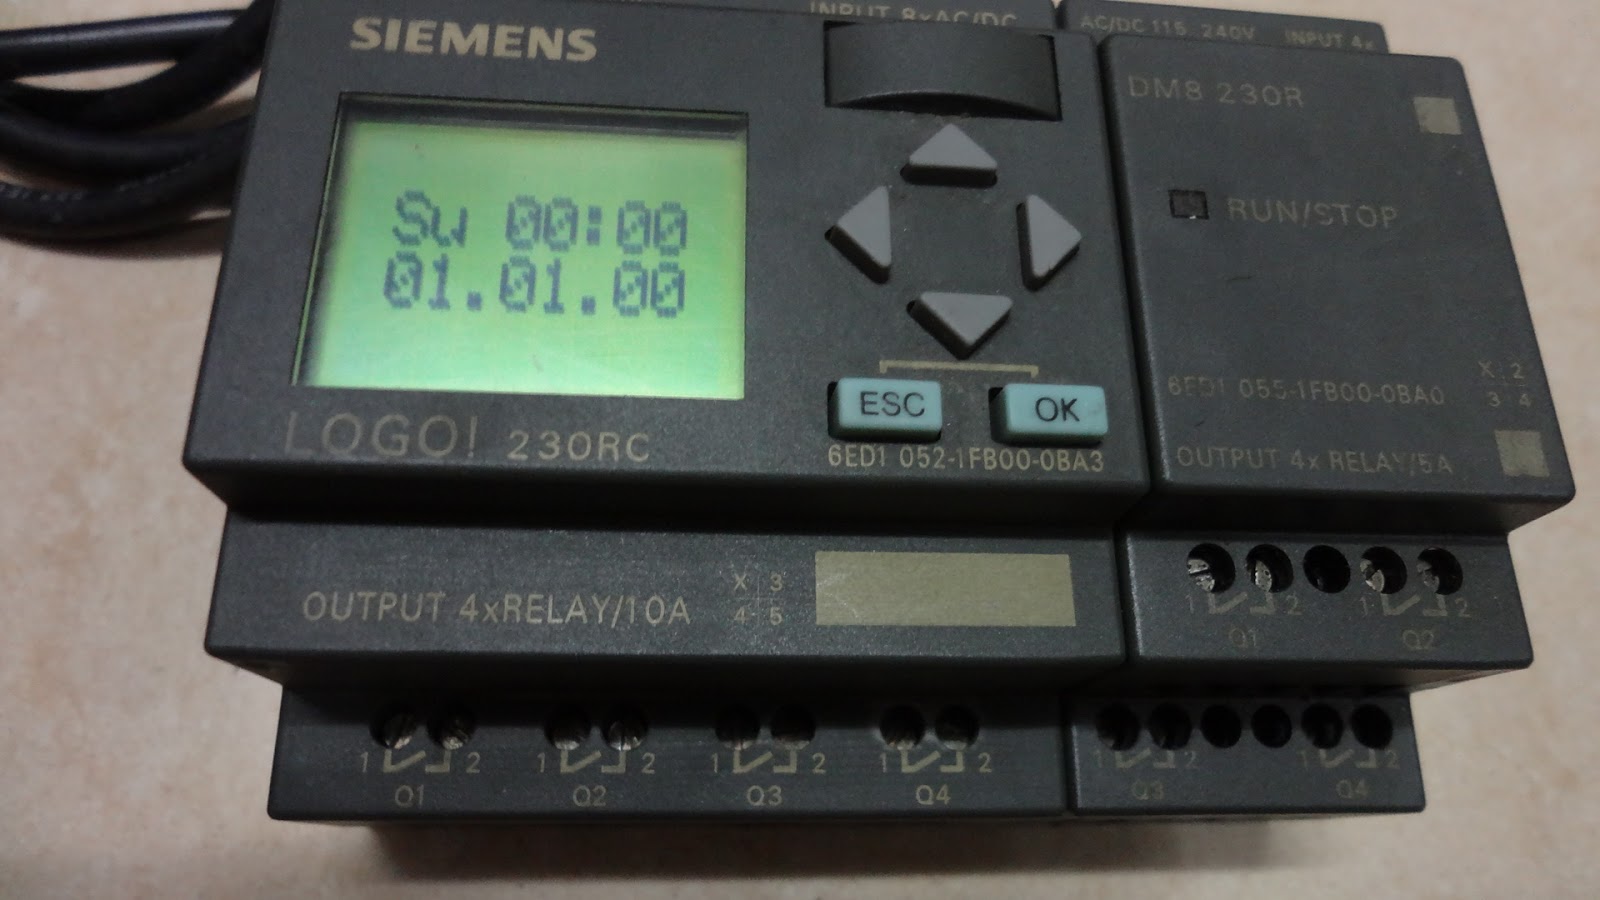 INPUT 8xAC/DC
SIEMENS
Su 00:00
01.01.00
ESC OK
LOGO! 230RC
6ED1 052-1FB00-0BA3
OUTPUT 4xRELAY/10A
X 3
4 5
1 2 1 2 1 2 1 2
Q1 Q2 Q3 Q4
AC/DC 115 240V INPUT 4x
DM8 230R
RUN/STOP
6ED1 055-1FB00-0BA0
X 2
3 4
OUTPUT 4x RELAY/5A
1 2 1 2
Q1 Q2
1 2 1 2
Q3 Q4